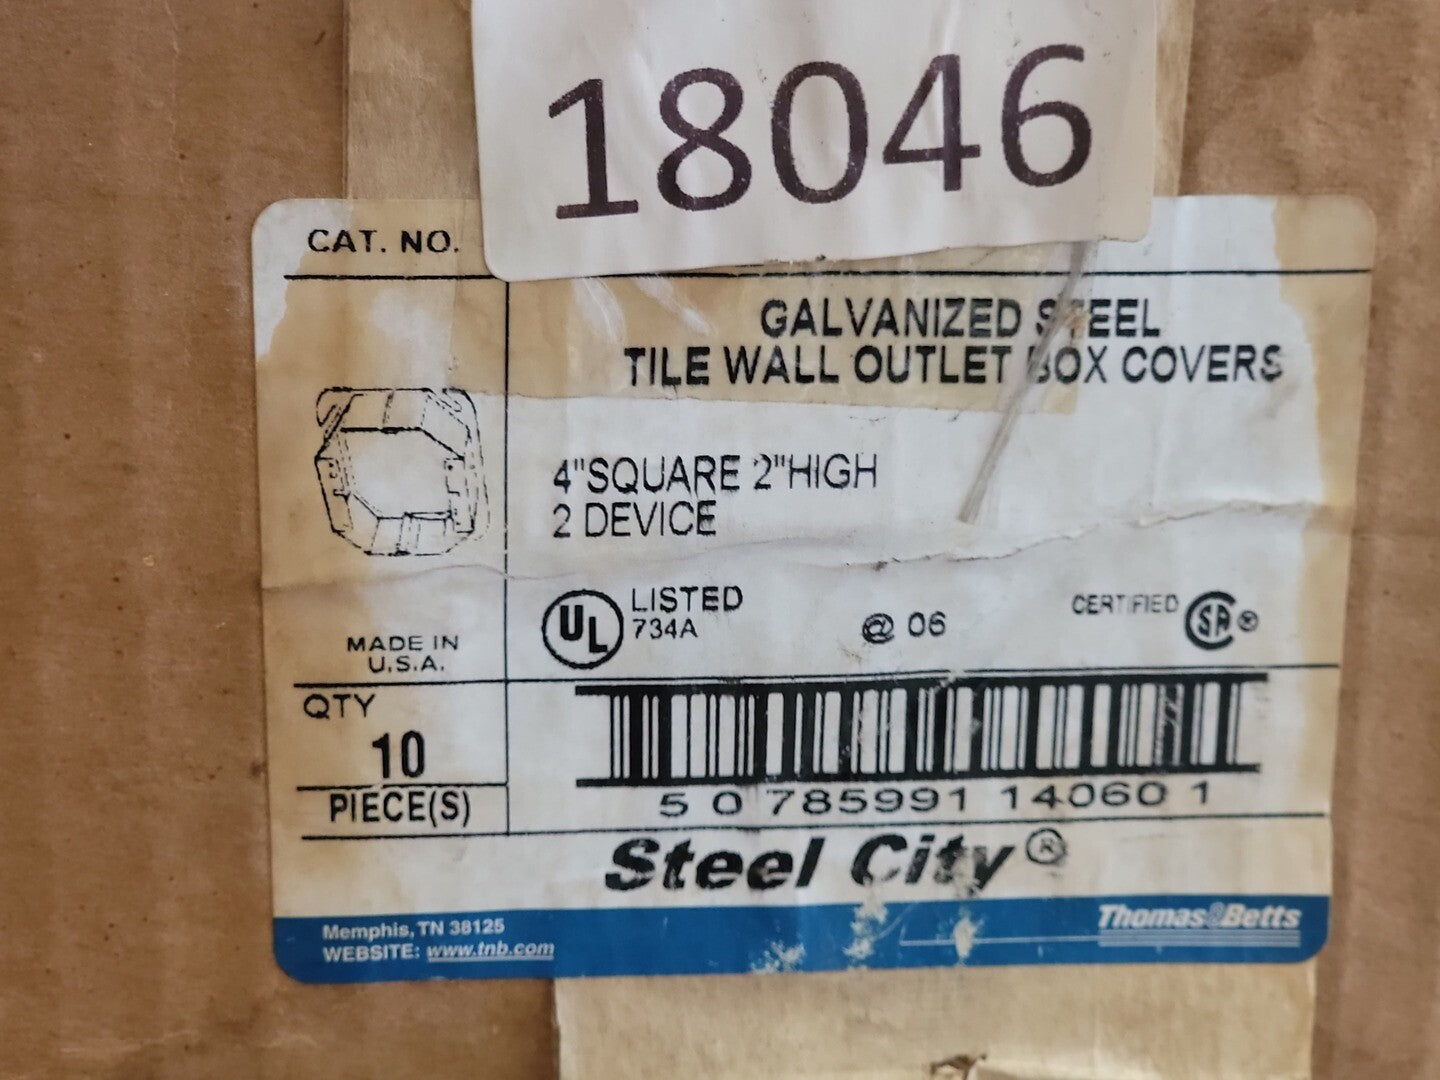 18046
CAT. NO.
GALVANIZED STEEL
TILE WALL OUTLET BOX COVERS
4"SQUARE 2"HIGH
2 DEVICE
MADE IN
U.S.A.
UL LISTED
734A
@ 06
CERTIFIED SA ®
QTY
10
PIECE(S)
5 0 785991 14060 1
Steel City®
Memphis, TN 38125
WEBSITE: www.tnb.com
Thomas&Betts